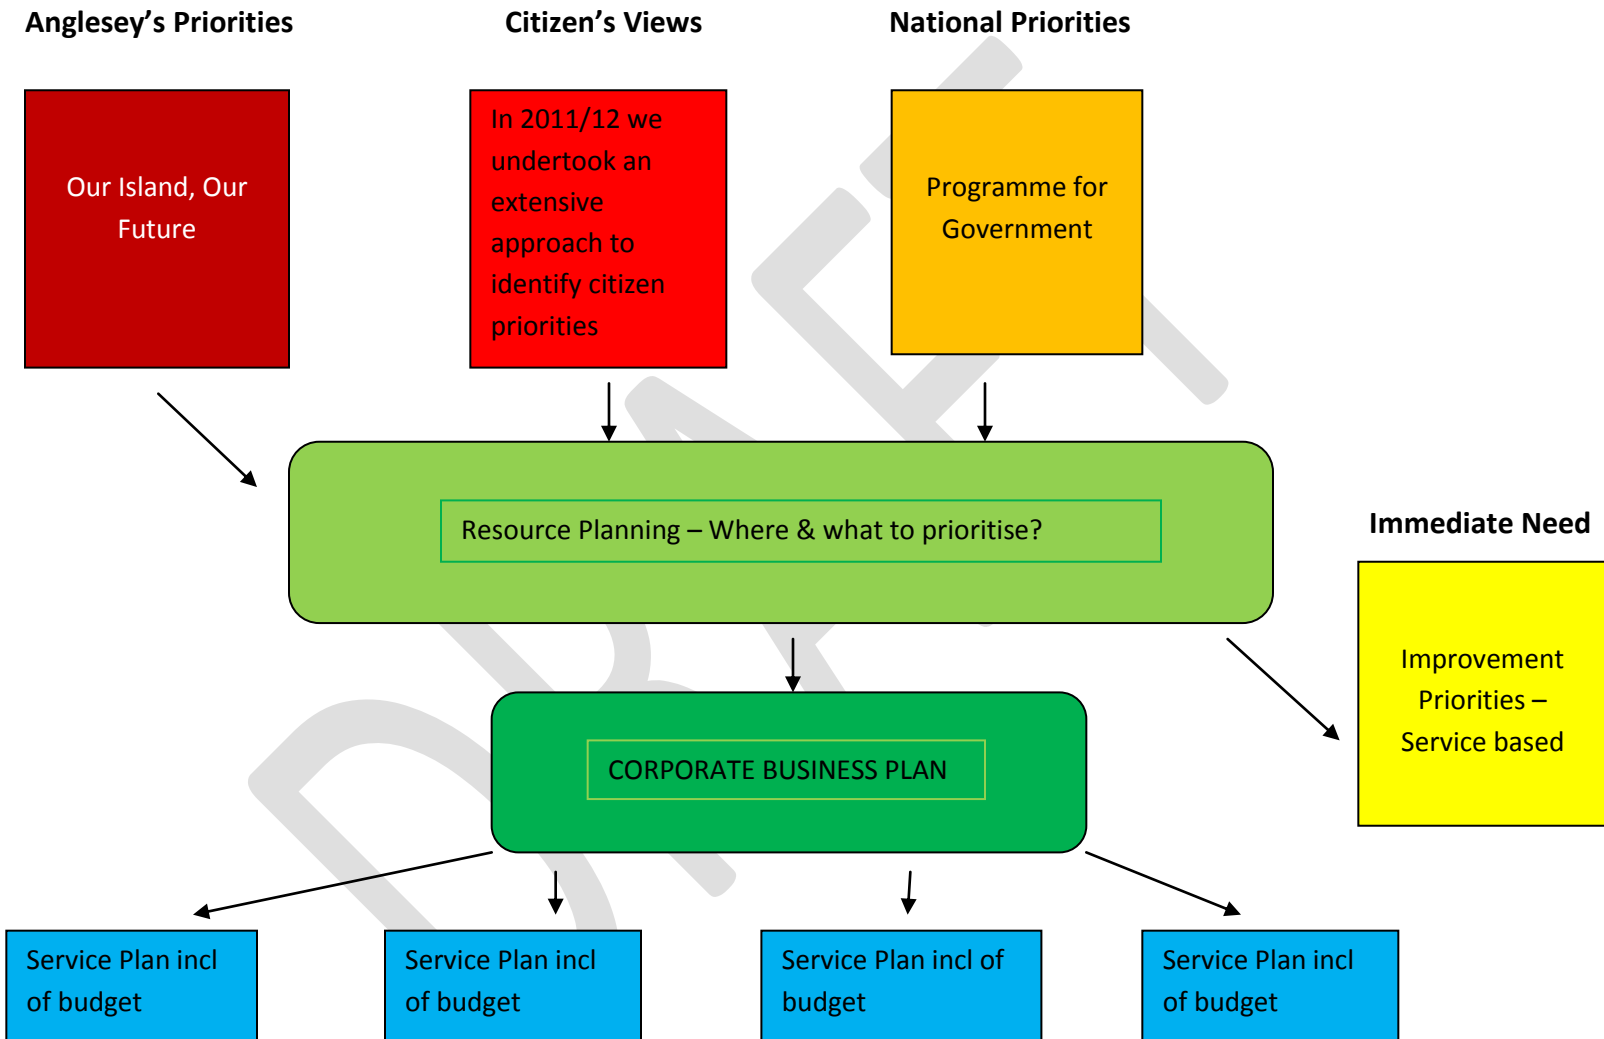 Anglesey's Priorities
Citizen's Views
National Priorities
Our Island, Our
Future
In 2011/12 we
undertook an
extensive
approach to
identify citizen
priorities
Programme for
Government
Resource Planning – Where & what to prioritise?
Immediate Need
Improvement
Priorities –
Service based
CORPORATE BUSINESS PLAN
Service Plan incl
of budget
Service Plan incl
of budget
Service Plan incl of
budget
Service Plan incl
of budget
DRAFT